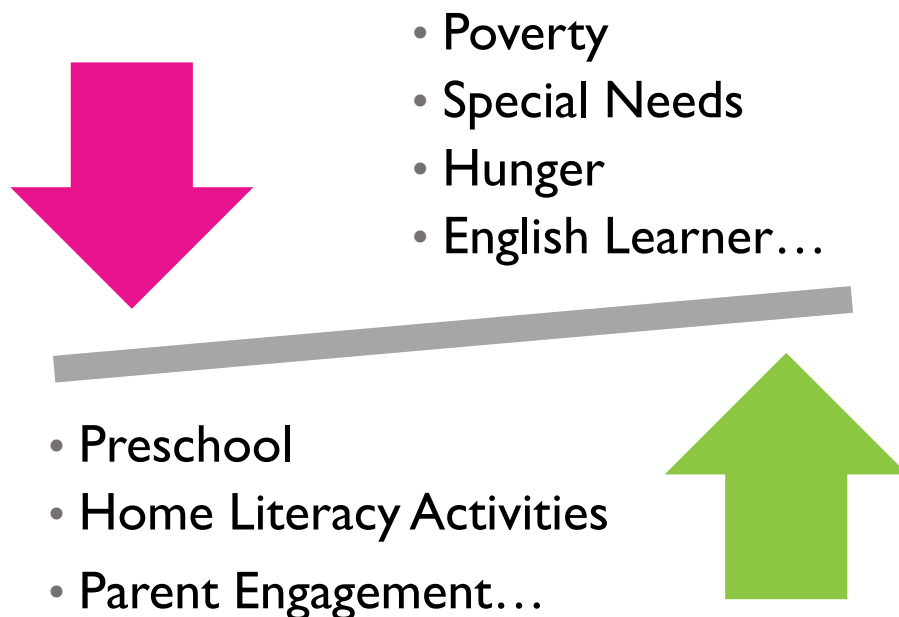 • Poverty
• Special Needs
• Hunger
• English Learner…
• Preschool
• Home Literacy Activities
• Parent Engagement…